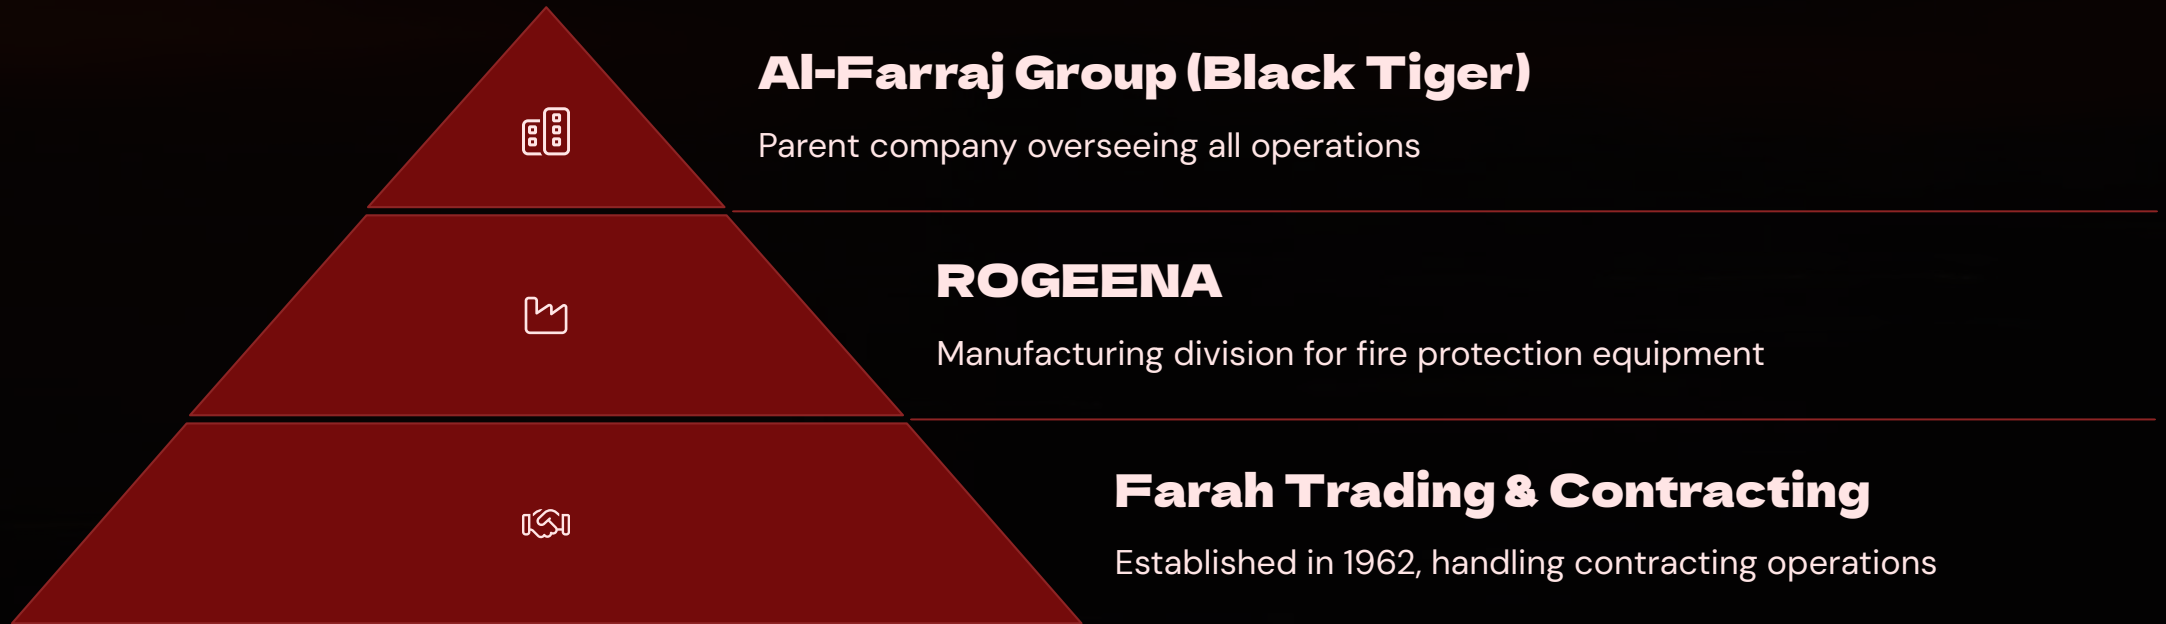 Al-Farraj Group (Black Tiger)
Parent company overseeing all operations
ROGEENA
Manufacturing division for fire protection equipment
Farah Trading & Contracting
Established in 1962, handling contracting operations